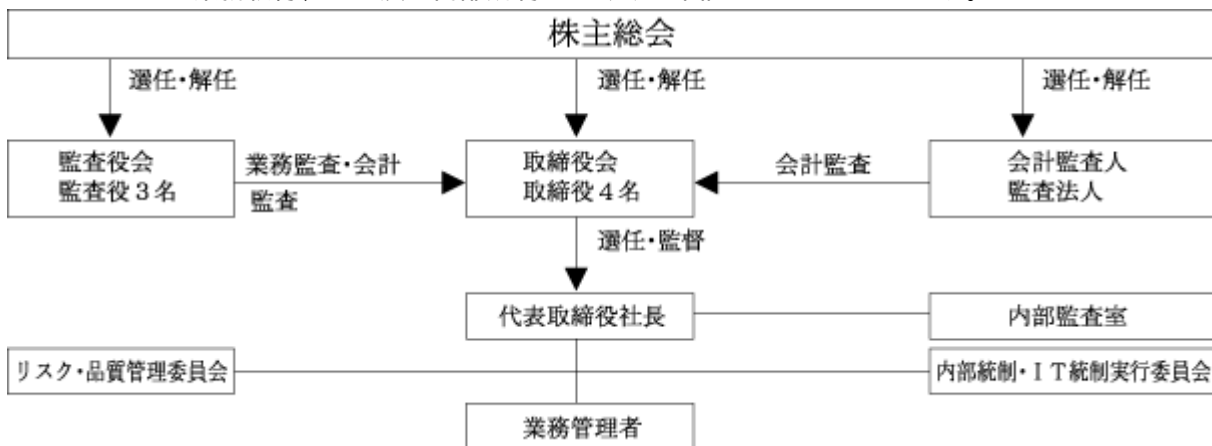 株主総会
選任・解任
選任・解任
選任・解任
監査役会
監査役3名
業務監査・会計
監査
取締役会
取締役4名
会計監査
会計監査人
監査法人
選任・監督
代表取締役社長
内部監査室
リスク・品質管理委員会
内部統制・IT統制実行委員会
業務管理者